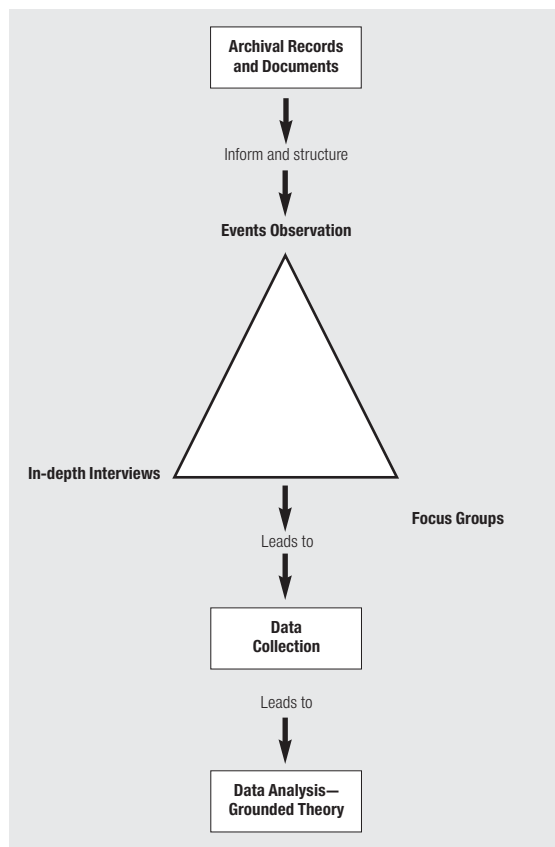 Archival Records
and Documents
Inform and structure
Events Observation
In-depth Interviews
Focus Groups
Leads to
Data
Collection
Leads to
Data Analysis—
Grounded Theory